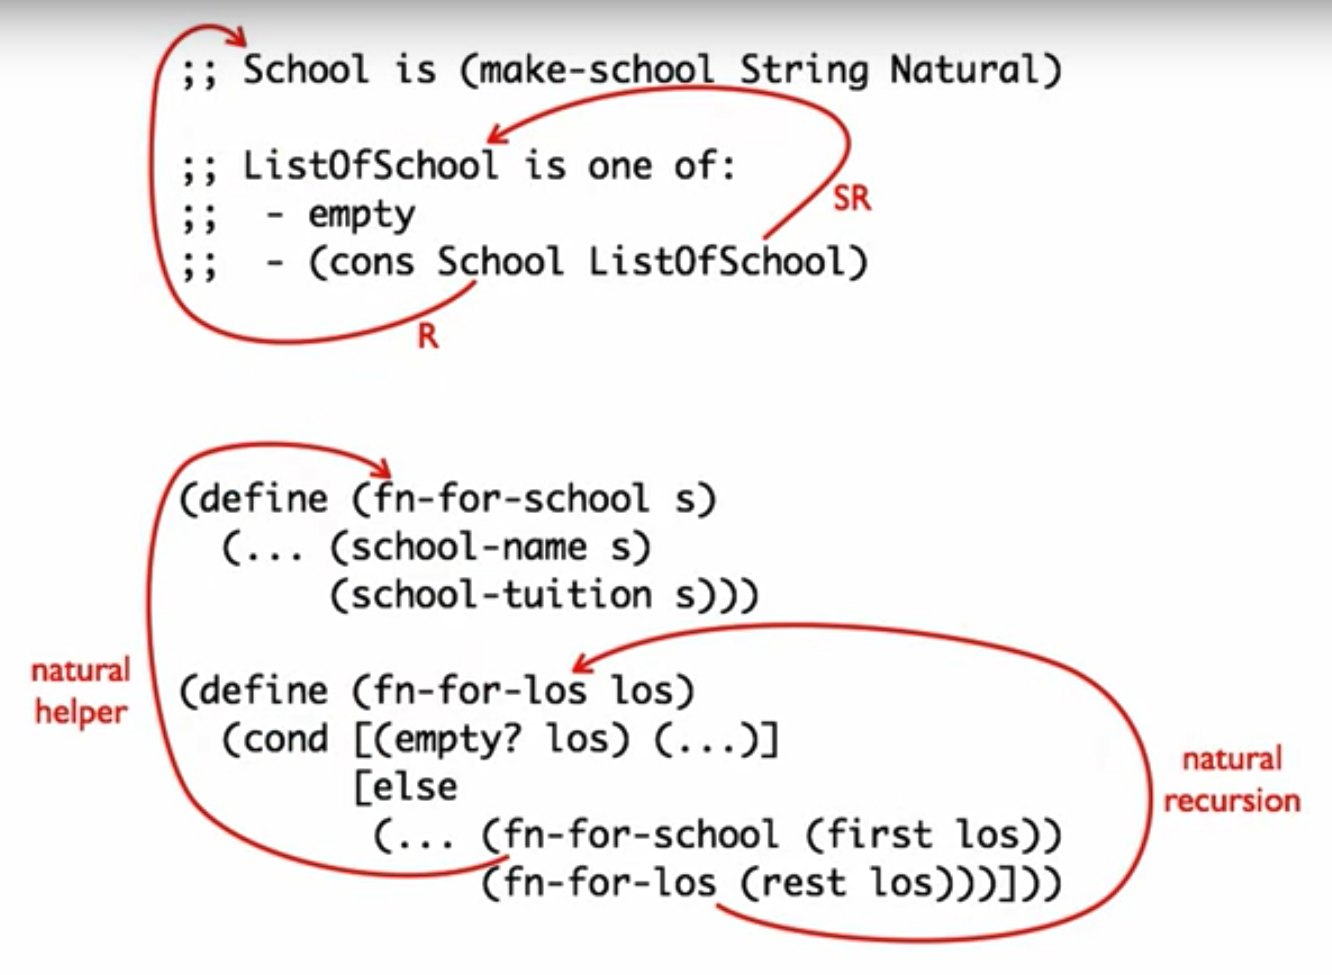 ;; School is (make-school String Natural)
;; ListOfSchool is one of:
;;  - empty
;;  - (cons School ListOfSchool)
SR
R
(define (fn-for-school s)
  (... (school-name s)
       (school-tuition s)))
natural
helper
(define (fn-for-los los)
  (cond [(empty? los) (...)]
        [else
         (... (fn-for-school (first los))
              (fn-for-los (rest los)))]))
natural
recursion